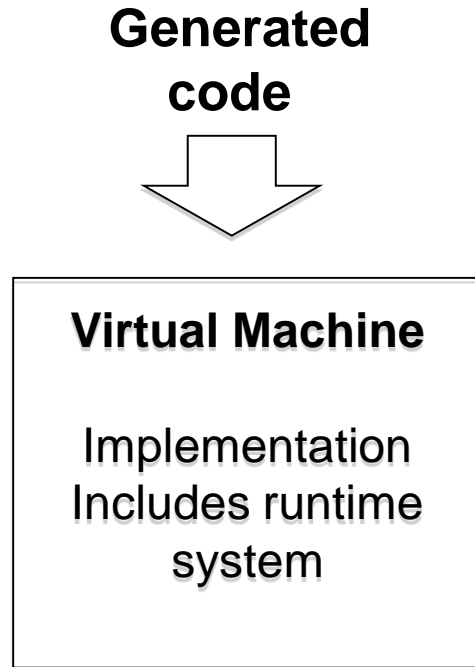 Generated
code
Virtual Machine
Implementation
Includes runtime
system